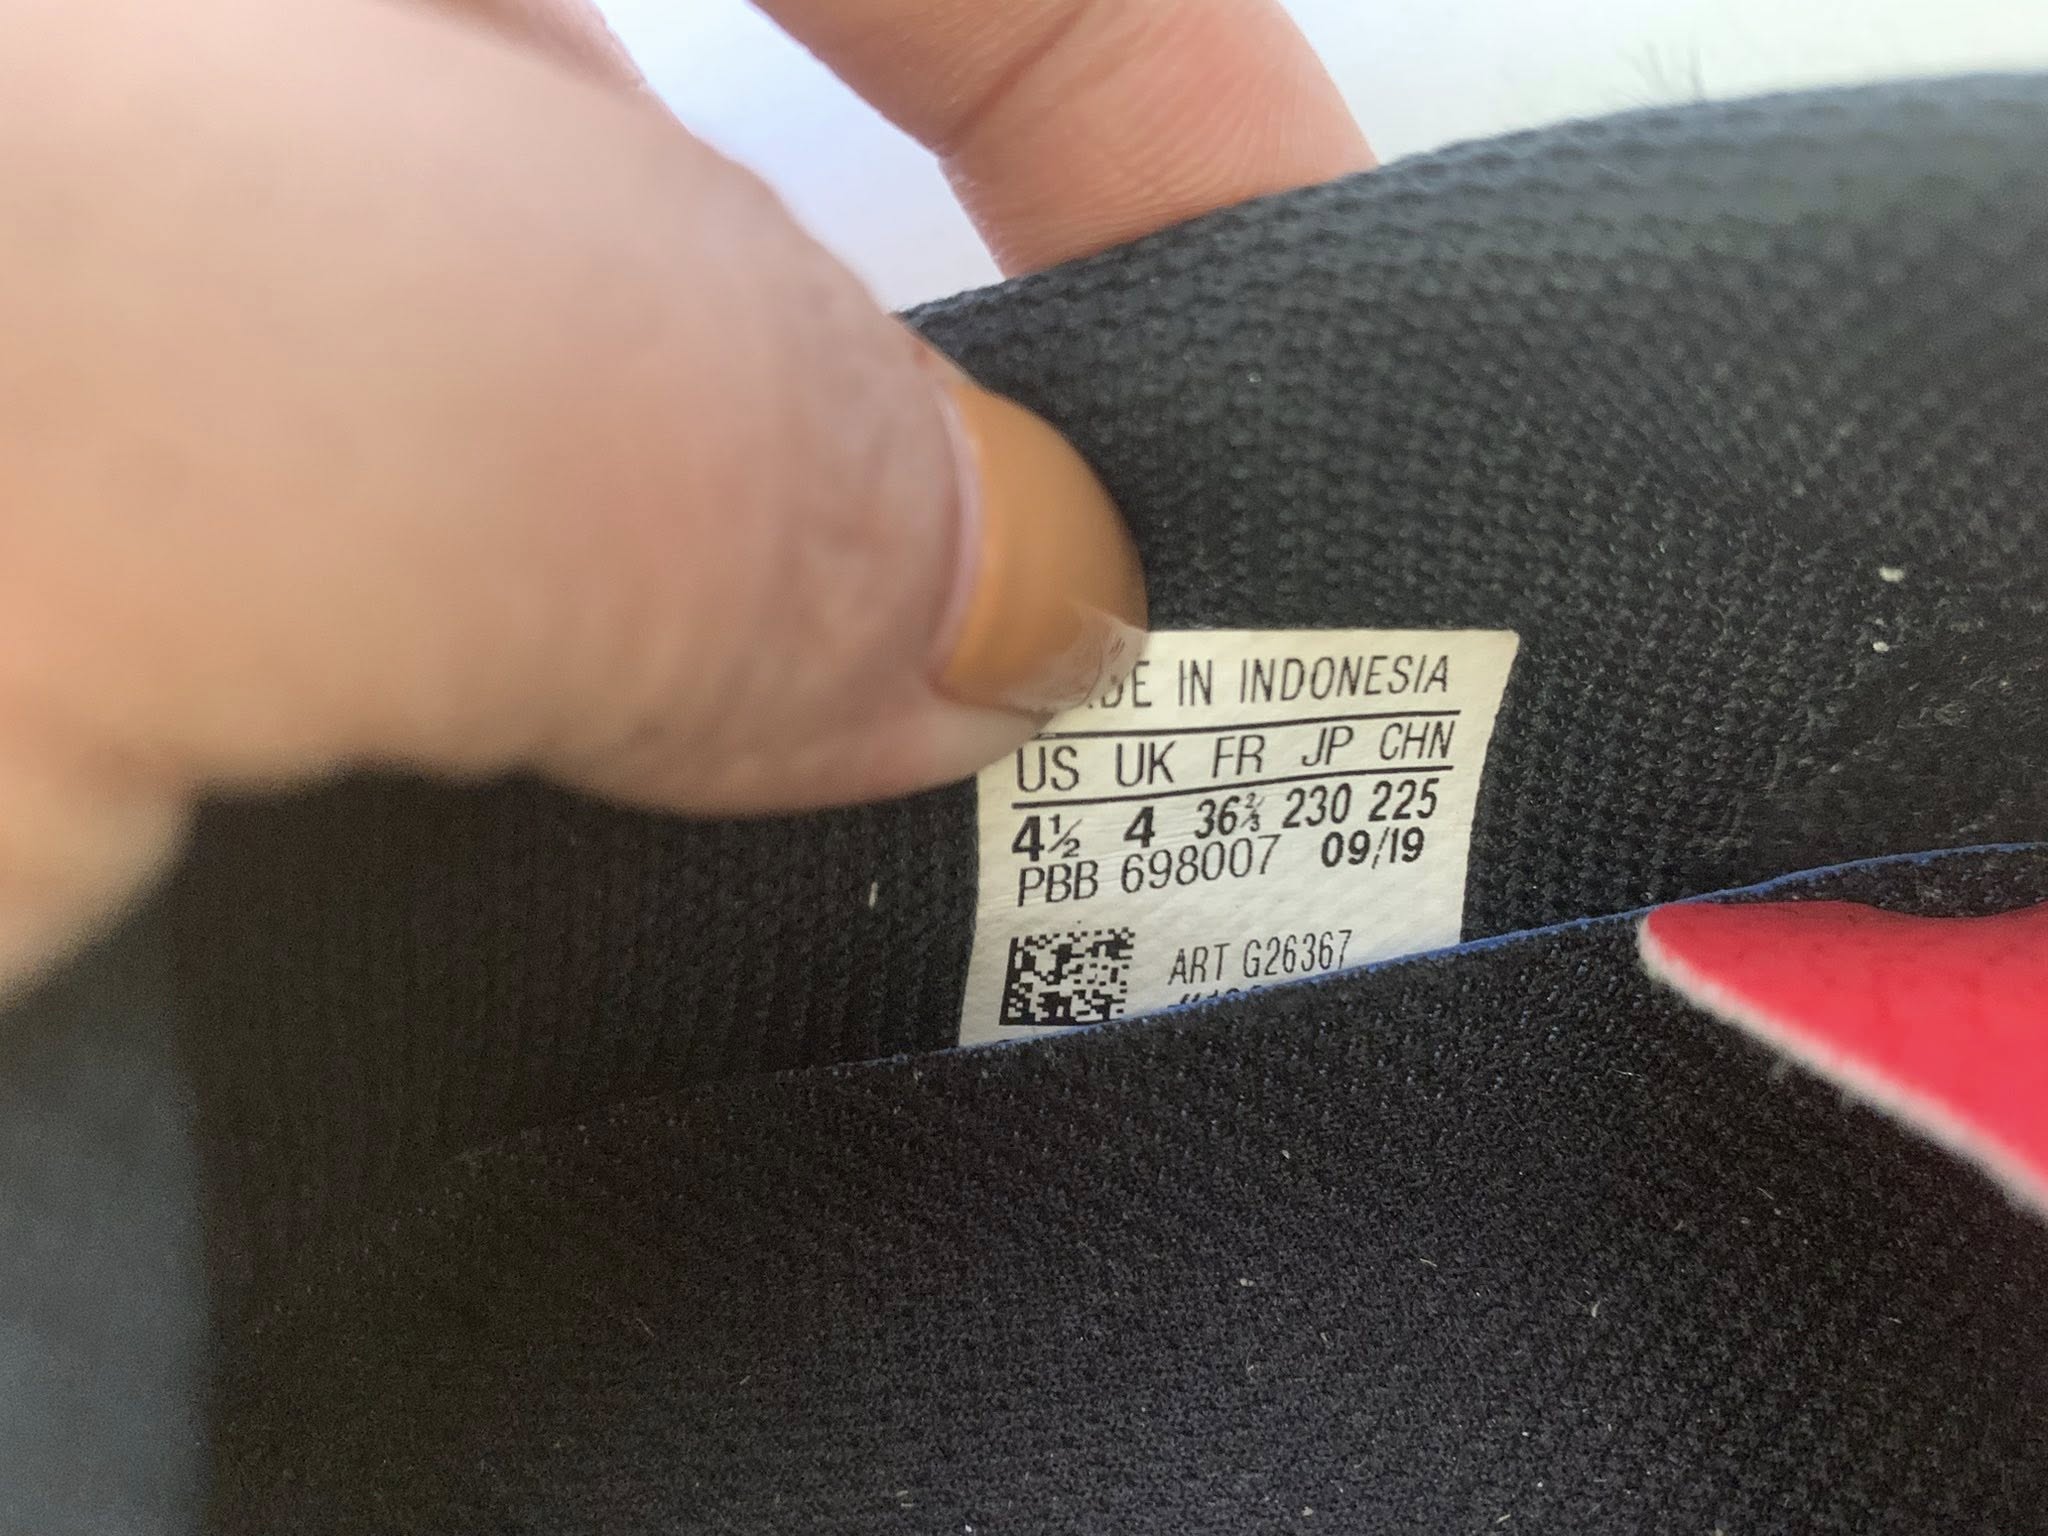 IN INDONESIA
US UK FR JP CHN
4½ 4 36⅔ 230 225
PBB 698007 09/19
ART G26367